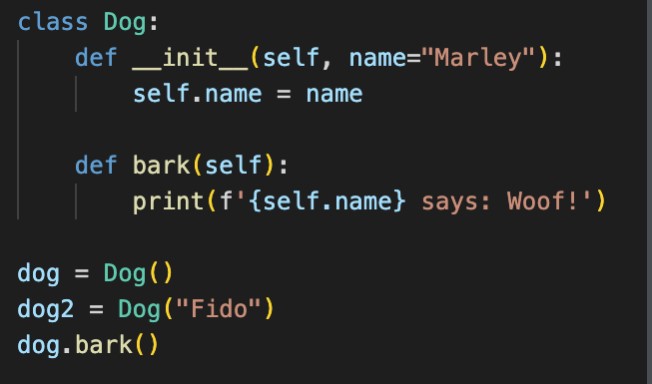 class Dog:
    def __init__(self, name="Marley"):
        self.name = name

    def bark(self):
        print(f'{self.name} says: Woof!')

dog = Dog()
dog2 = Dog("Fido")
dog.bark()